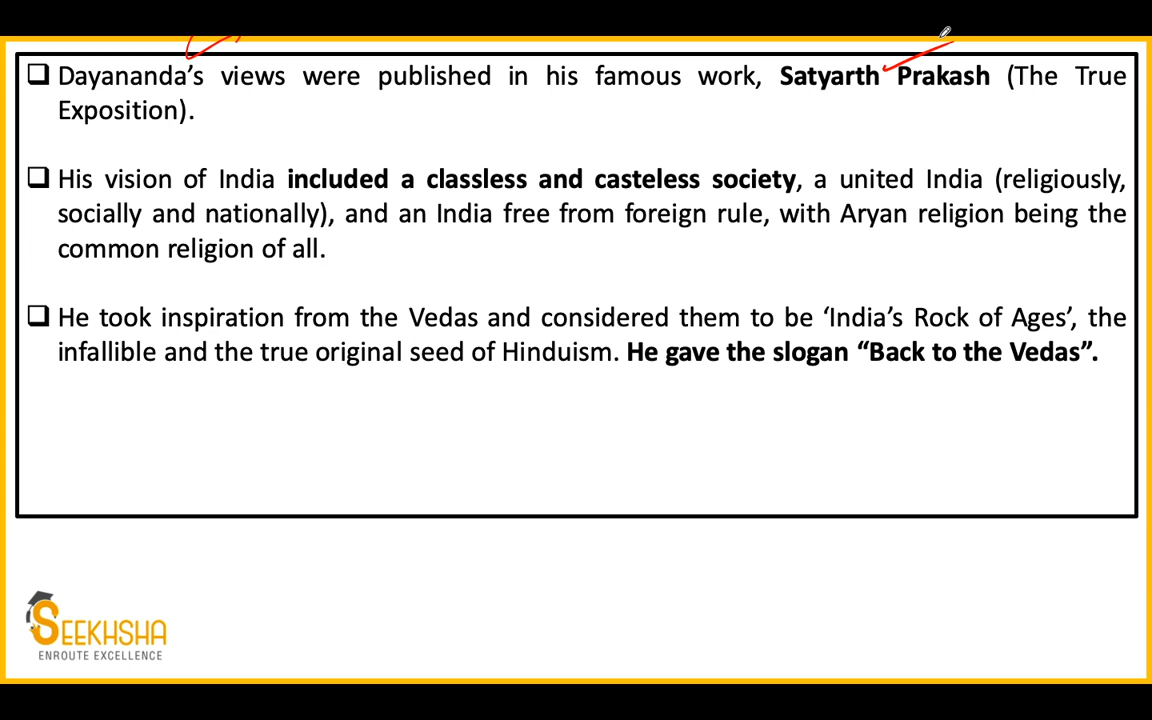 Dayananda’s views were published in his famous work, Satyarth Prakash (The True
Exposition).
His vision of India included a classless and casteless society, a united India (religiously,
socially and nationally), and an India free from foreign rule, with Aryan religion being the
common religion of all.
He took inspiration from the Vedas and considered them to be ‘India’s Rock of Ages’, the
infallible and the true original seed of Hinduism. He gave the slogan “Back to the Vedas”.
SEEKHSHA
ENROUTE EXCELLENCE